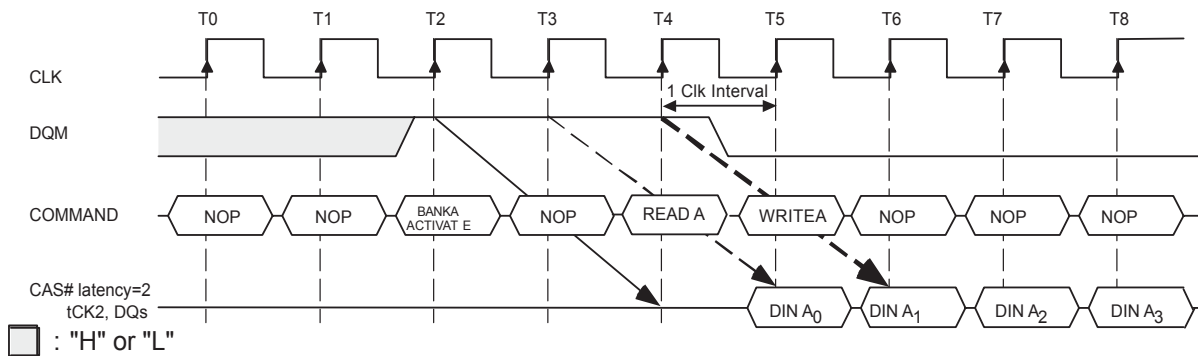 T0 T1 T2 T3 T4 T5 T6 T7 T8
CLK
1 Clk Interval
DQM
COMMAND NOP NOP BANKA ACTIVAT E NOP READ A WRITEA NOP NOP NOP
CAS# latency=2
tCK2, DQs
DIN A0 DIN A1 DIN A2 DIN A3
: "H" or "L"